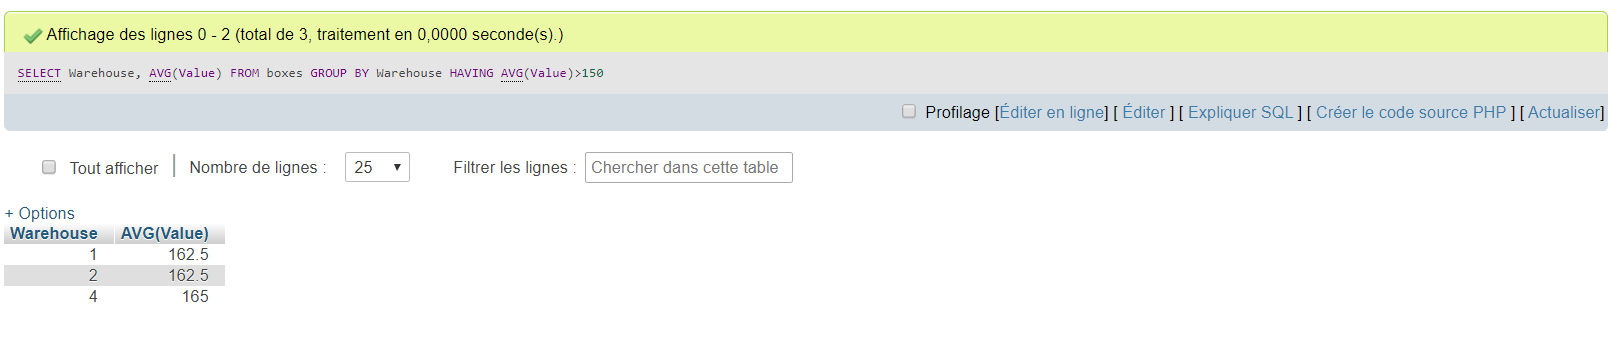 Affichage des lignes 0 - 2 (total de 3, traitement en 0,0000 seconde(s).)
SELECT Warehouse, AVG(Value) FROM boxes GROUP BY Warehouse HAVING AVG(Value)>150
Profilage [Éditer en ligne] [ Éditer ] [ Expliquer SQL ] [ Créer le code source PHP ] [ Actualiser]
Tout afficher | Nombre de lignes : 25 Filtrer les lignes : Chercher dans cette table
+ Options
Warehouse AVG(Value)
1 162.5
2 162.5
4 165